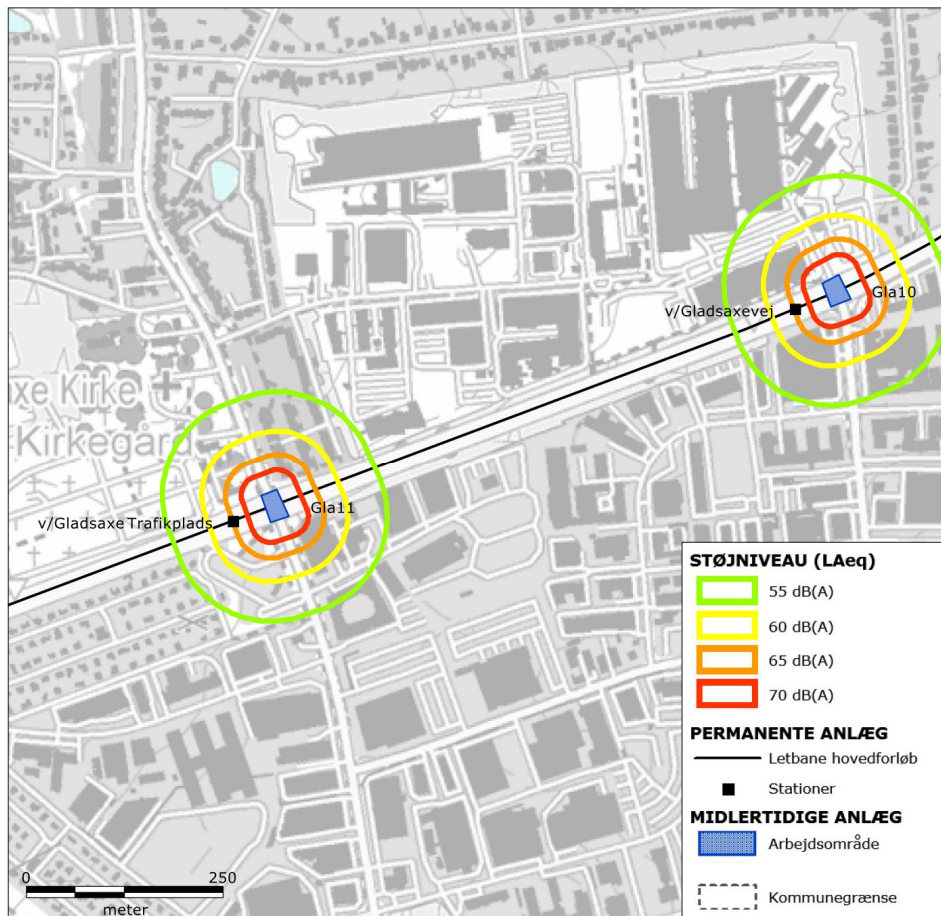 v/Gladsaxevej
Gla10
axe Kirke
Kirkegård
Gla11
v/Gladsaxe Trafikplads
STØJNIVEAU (LAeq)
55 dB(A)
60 dB(A)
65 dB(A)
70 dB(A)
PERMANENTE ANLÆG
Letbane hovedforløb
Stationer
MIDLERTIDIGE ANLÆG
Arbejdsområde
Kommunegrænse
0 250
meter